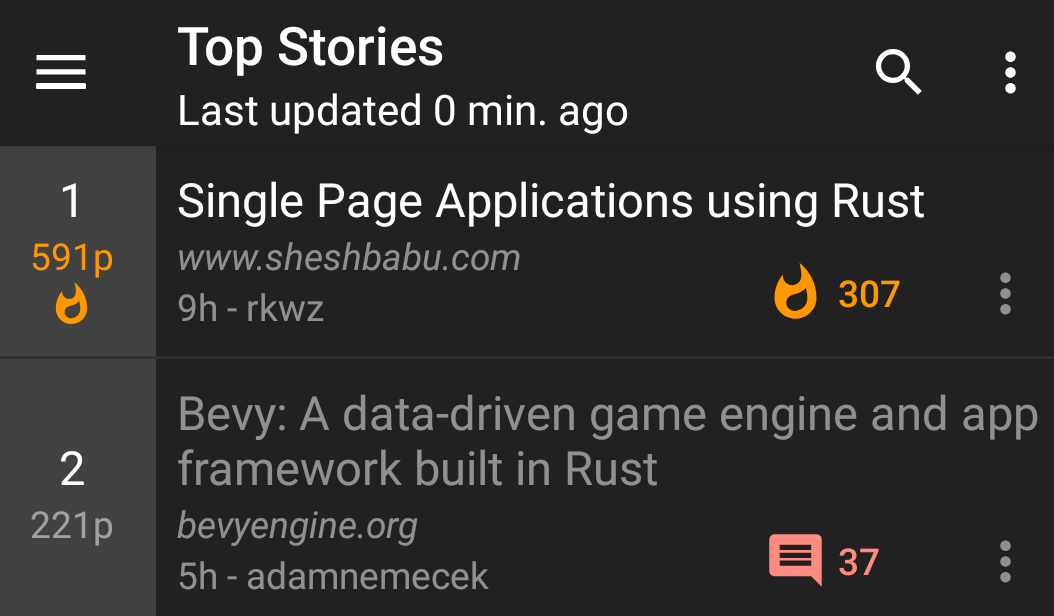 Top Stories
Last updated 0 min. ago
1
591p
Single Page Applications using Rust
www.sheshbabu.com
9h - rkwz
307
2
221p
Bevy: A data-driven game engine and app
framework built in Rust
bevyengine.org
5h - adamnemecek
37